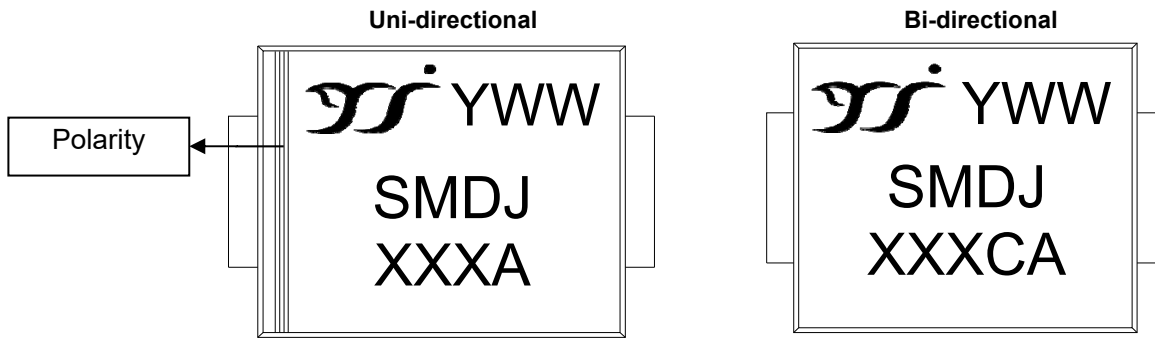 Uni-directional
Bi-directional
YWW
YWW
Polarity
SMDJ
XXXA
SMDJ
XXXCA